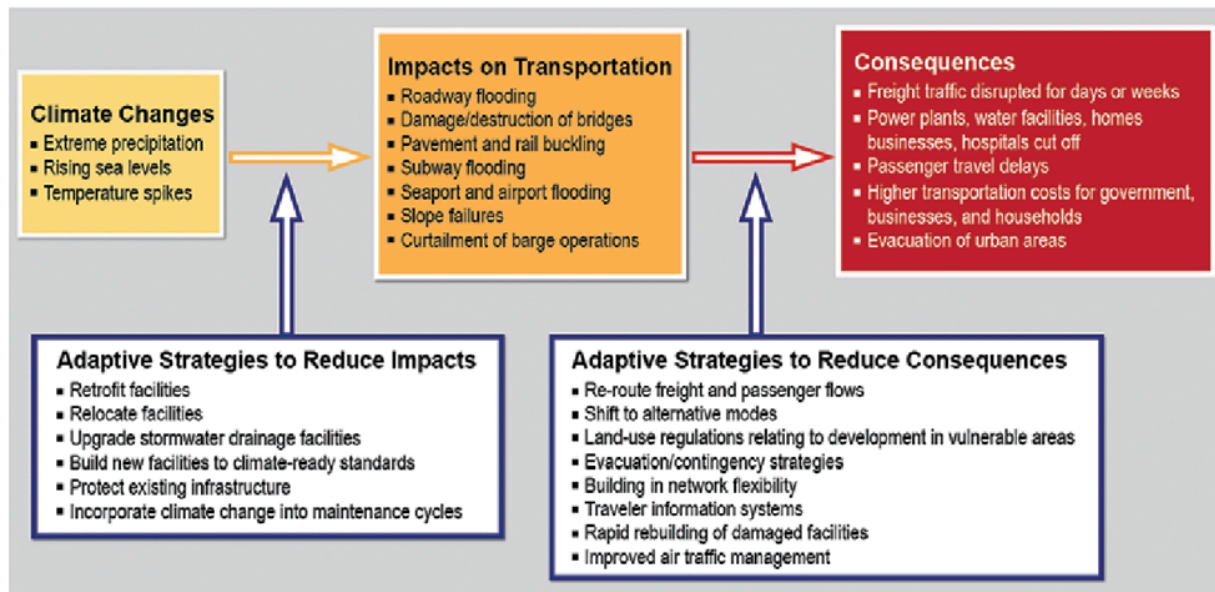 Climate Changes
▪ Extreme precipitation
▪ Rising sea levels
▪ Temperature spikes
Impacts on Transportation
▪ Roadway flooding
▪ Damage/destruction of bridges
▪ Pavement and rail buckling
▪ Subway flooding
▪ Seaport and airport flooding
▪ Slope failures
▪ Curtailment of barge operations
Consequences
▪ Freight traffic disrupted for days or weeks
▪ Power plants, water facilities, homes
businesses, hospitals cut off
▪ Passenger travel delays
▪ Higher transportation costs for government,
businesses, and households
▪ Evacuation of urban areas
Adaptive Strategies to Reduce Impacts
▪ Retrofit facilities
▪ Relocate facilities
▪ Upgrade stormwater drainage facilities
▪ Build new facilities to climate-ready standards
▪ Protect existing infrastructure
▪ Incorporate climate change into maintenance cycles
Adaptive Strategies to Reduce Consequences
▪ Re-route freight and passenger flows
▪ Shift to alternative modes
▪ Land-use regulations relating to development in vulnerable areas
▪ Evacuation/contingency strategies
▪ Building in network flexibility
▪ Traveler information systems
▪ Rapid rebuilding of damaged facilities
▪ Improved air traffic management